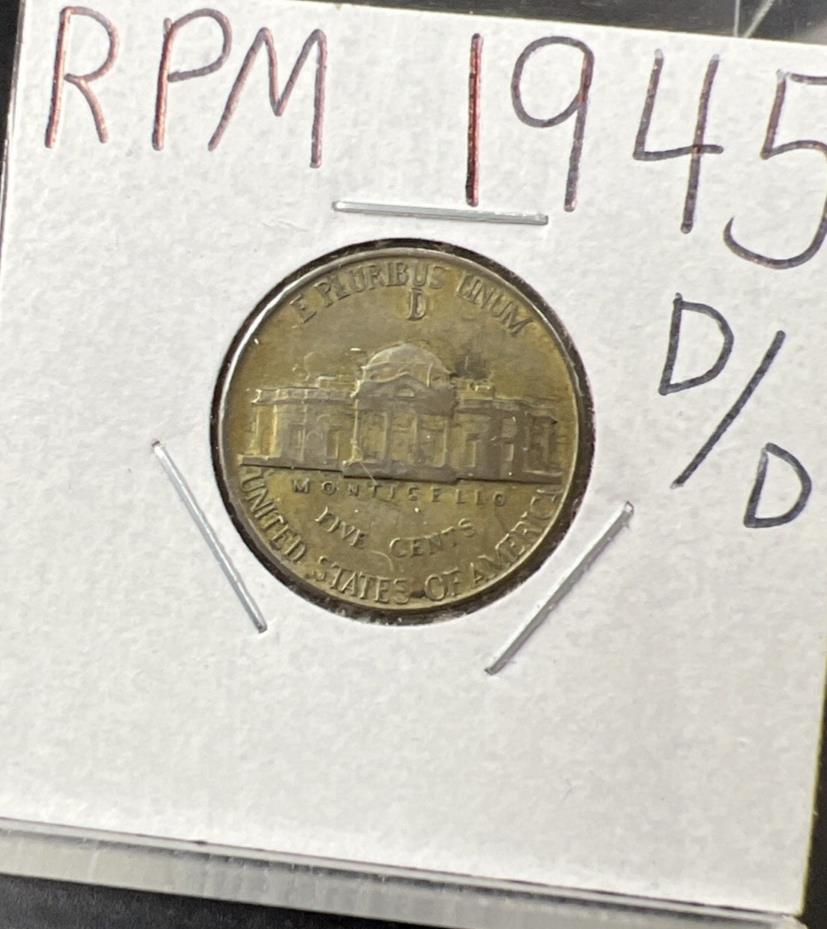 RPM 1945
D/D
E PLURIBUS UNUM
D
MONTICELLO
FIVE CENTS
UNITED STATES OF AMERICA